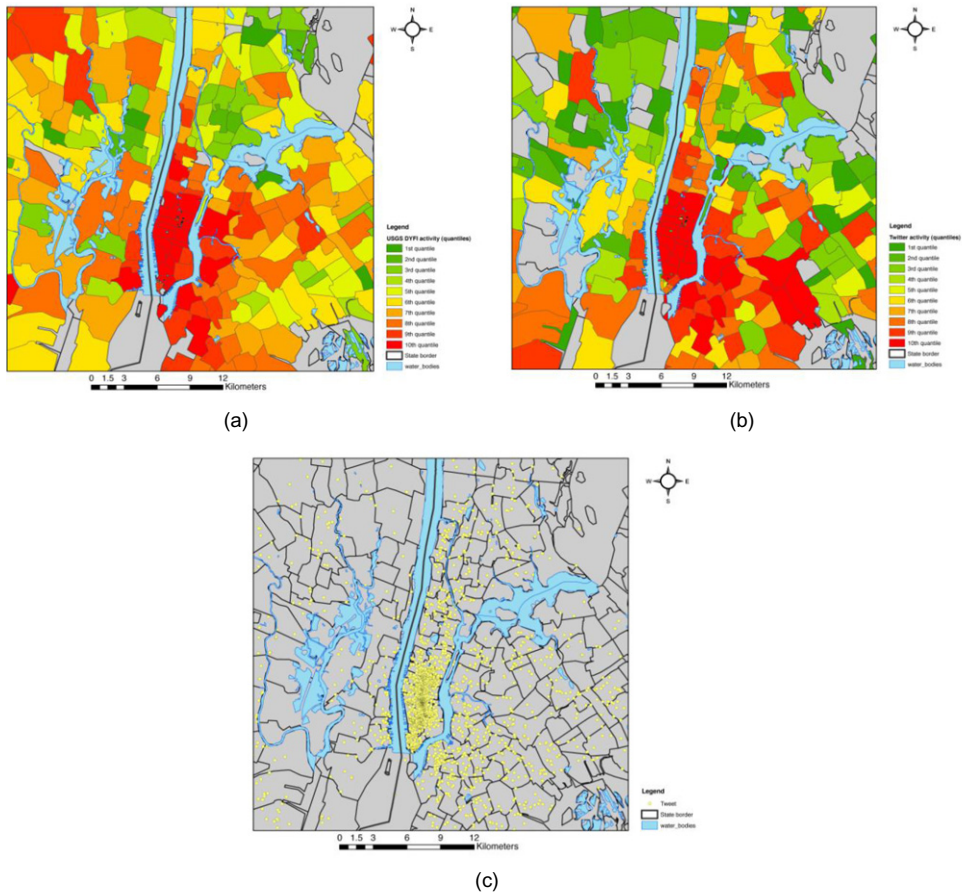 N
W E
S
Legend
USGS DYFI activity (quantiles)
1st quantile
2nd quantile
3rd quantile
4th quantile
5th quantile
6th quantile
7th quantile
8th quantile
9th quantile
10th quantile
State border
water_bodies
0 1.5 3 6 9 12
Kilometers
(a)
N
W E
S
Legend
Twitter activity (quantiles)
1st quantile
2nd quantile
3rd quantile
4th quantile
5th quantile
6th quantile
7th quantile
8th quantile
9th quantile
10th quantile
State border
water_bodies
0 1.5 3 6 9 12
Kilometers
(b)
N
W E
S
Legend
Tweet
State border
water_bodies
0 1.5 3 6 9 12
Kilometers
(c)